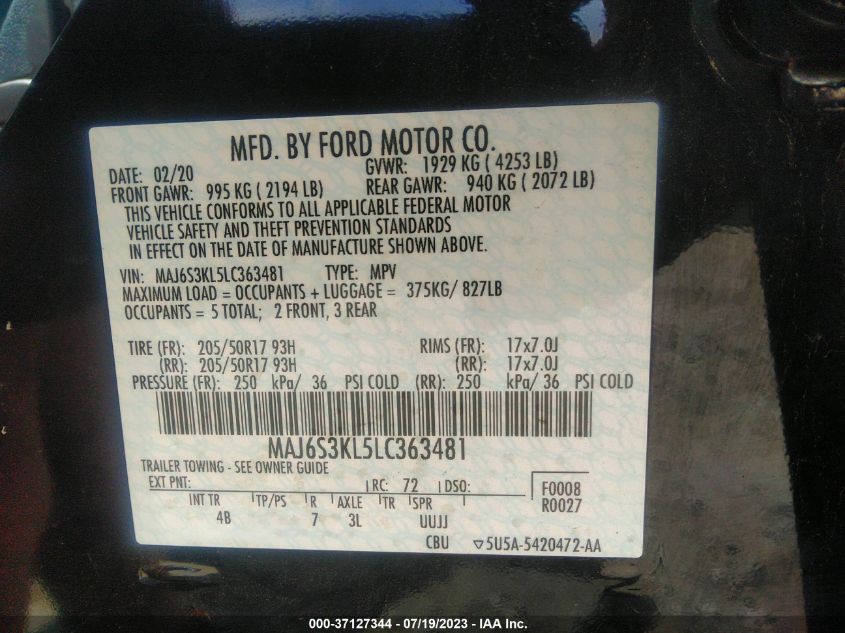 MFD. BY FORD MOTOR CO.
DATE: 02/20 GVWR: 1929 KG ( 4253 LB)
FRONT GAWR: 995 KG ( 2194 LB) REAR GAWR: 940 KG ( 2072 LB)
THIS VEHICLE CONFORMS TO ALL APPLICABLE FEDERAL MOTOR
VEHICLE SAFETY AND THEFT PREVENTION STANDARDS
IN EFFECT ON THE DATE OF MANUFACTURE SHOWN ABOVE.
VIN: MAJ6S3KL5LC363481 TYPE: MPV
MAXIMUM LOAD = OCCUPANTS + LUGGAGE = 375KG/ 827LB
OCCUPANTS = 5 TOTAL; 2 FRONT, 3 REAR
TIRE (FR): 205/50R17 93H RIMS (FR): 17x7.0J
(RR): 205/50R17 93H (RR): 17x7.0J
PRESSURE (FR): 250 kPa/ 36 PSI COLD (RR): 250 kPa/ 36 PSI COLD
MAJ6S3KL5LC363481
TRAILER TOWING - SEE OWNER GUIDE
EXT PNT: RC: 72 DSO: F0008
INT TR TP/PS R AXLE TR SPR R0027
4B 7 3L UUJJ
CBU ▽5U5A-5420472-AA
000-37127344 - 07/19/2023 - IAA Inc.